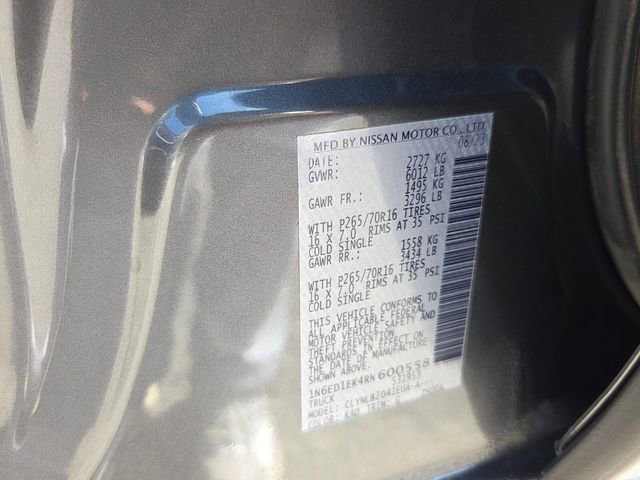 MFD BY NISSAN MOTOR CO., LTD.
DATE: 08/23
GVWR: 2727 KG
6012 LB
GAWR FR.: 1495 KG
3296 LB
WITH P265/70R16 TIRES
16 X 7.0 RIMS AT 35 PSI
COLD SINGLE
GAWR RR.: 1558 KG
3434 LB
WITH P265/70R16 TIRES
16 X 7.0 RIMS AT 35 PSI
COLD SINGLE
THIS VEHICLE CONFORMS TO
ALL APPLICABLE FEDERAL
MOTOR VEHICLE SAFETY AND
THEFT PREVENTION
STANDARDS IN EFFECT ON
THE DATE OF MANUFACTURE
SHOWN ABOVE.
1N6ED1EK4RN600558
TRUCK
MODEL:
COLOR: KAD TRIM: G